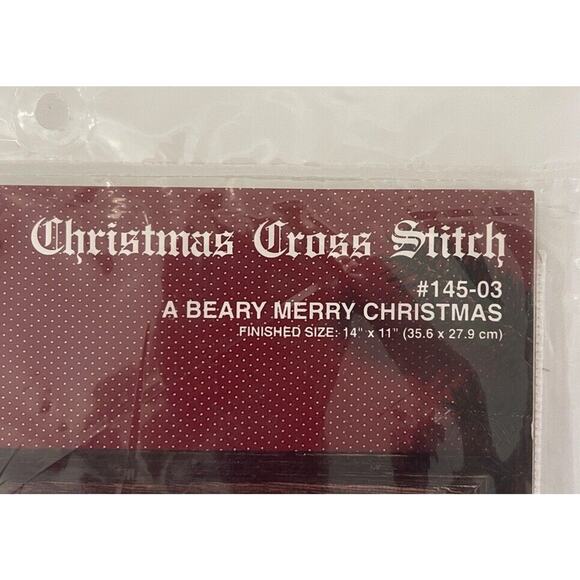 Christmas Cross Stitch
#145-03
A BEARY MERRY CHRISTMAS
FINISHED SIZE: 14" x 11" (35.6 x 27.9 cm)